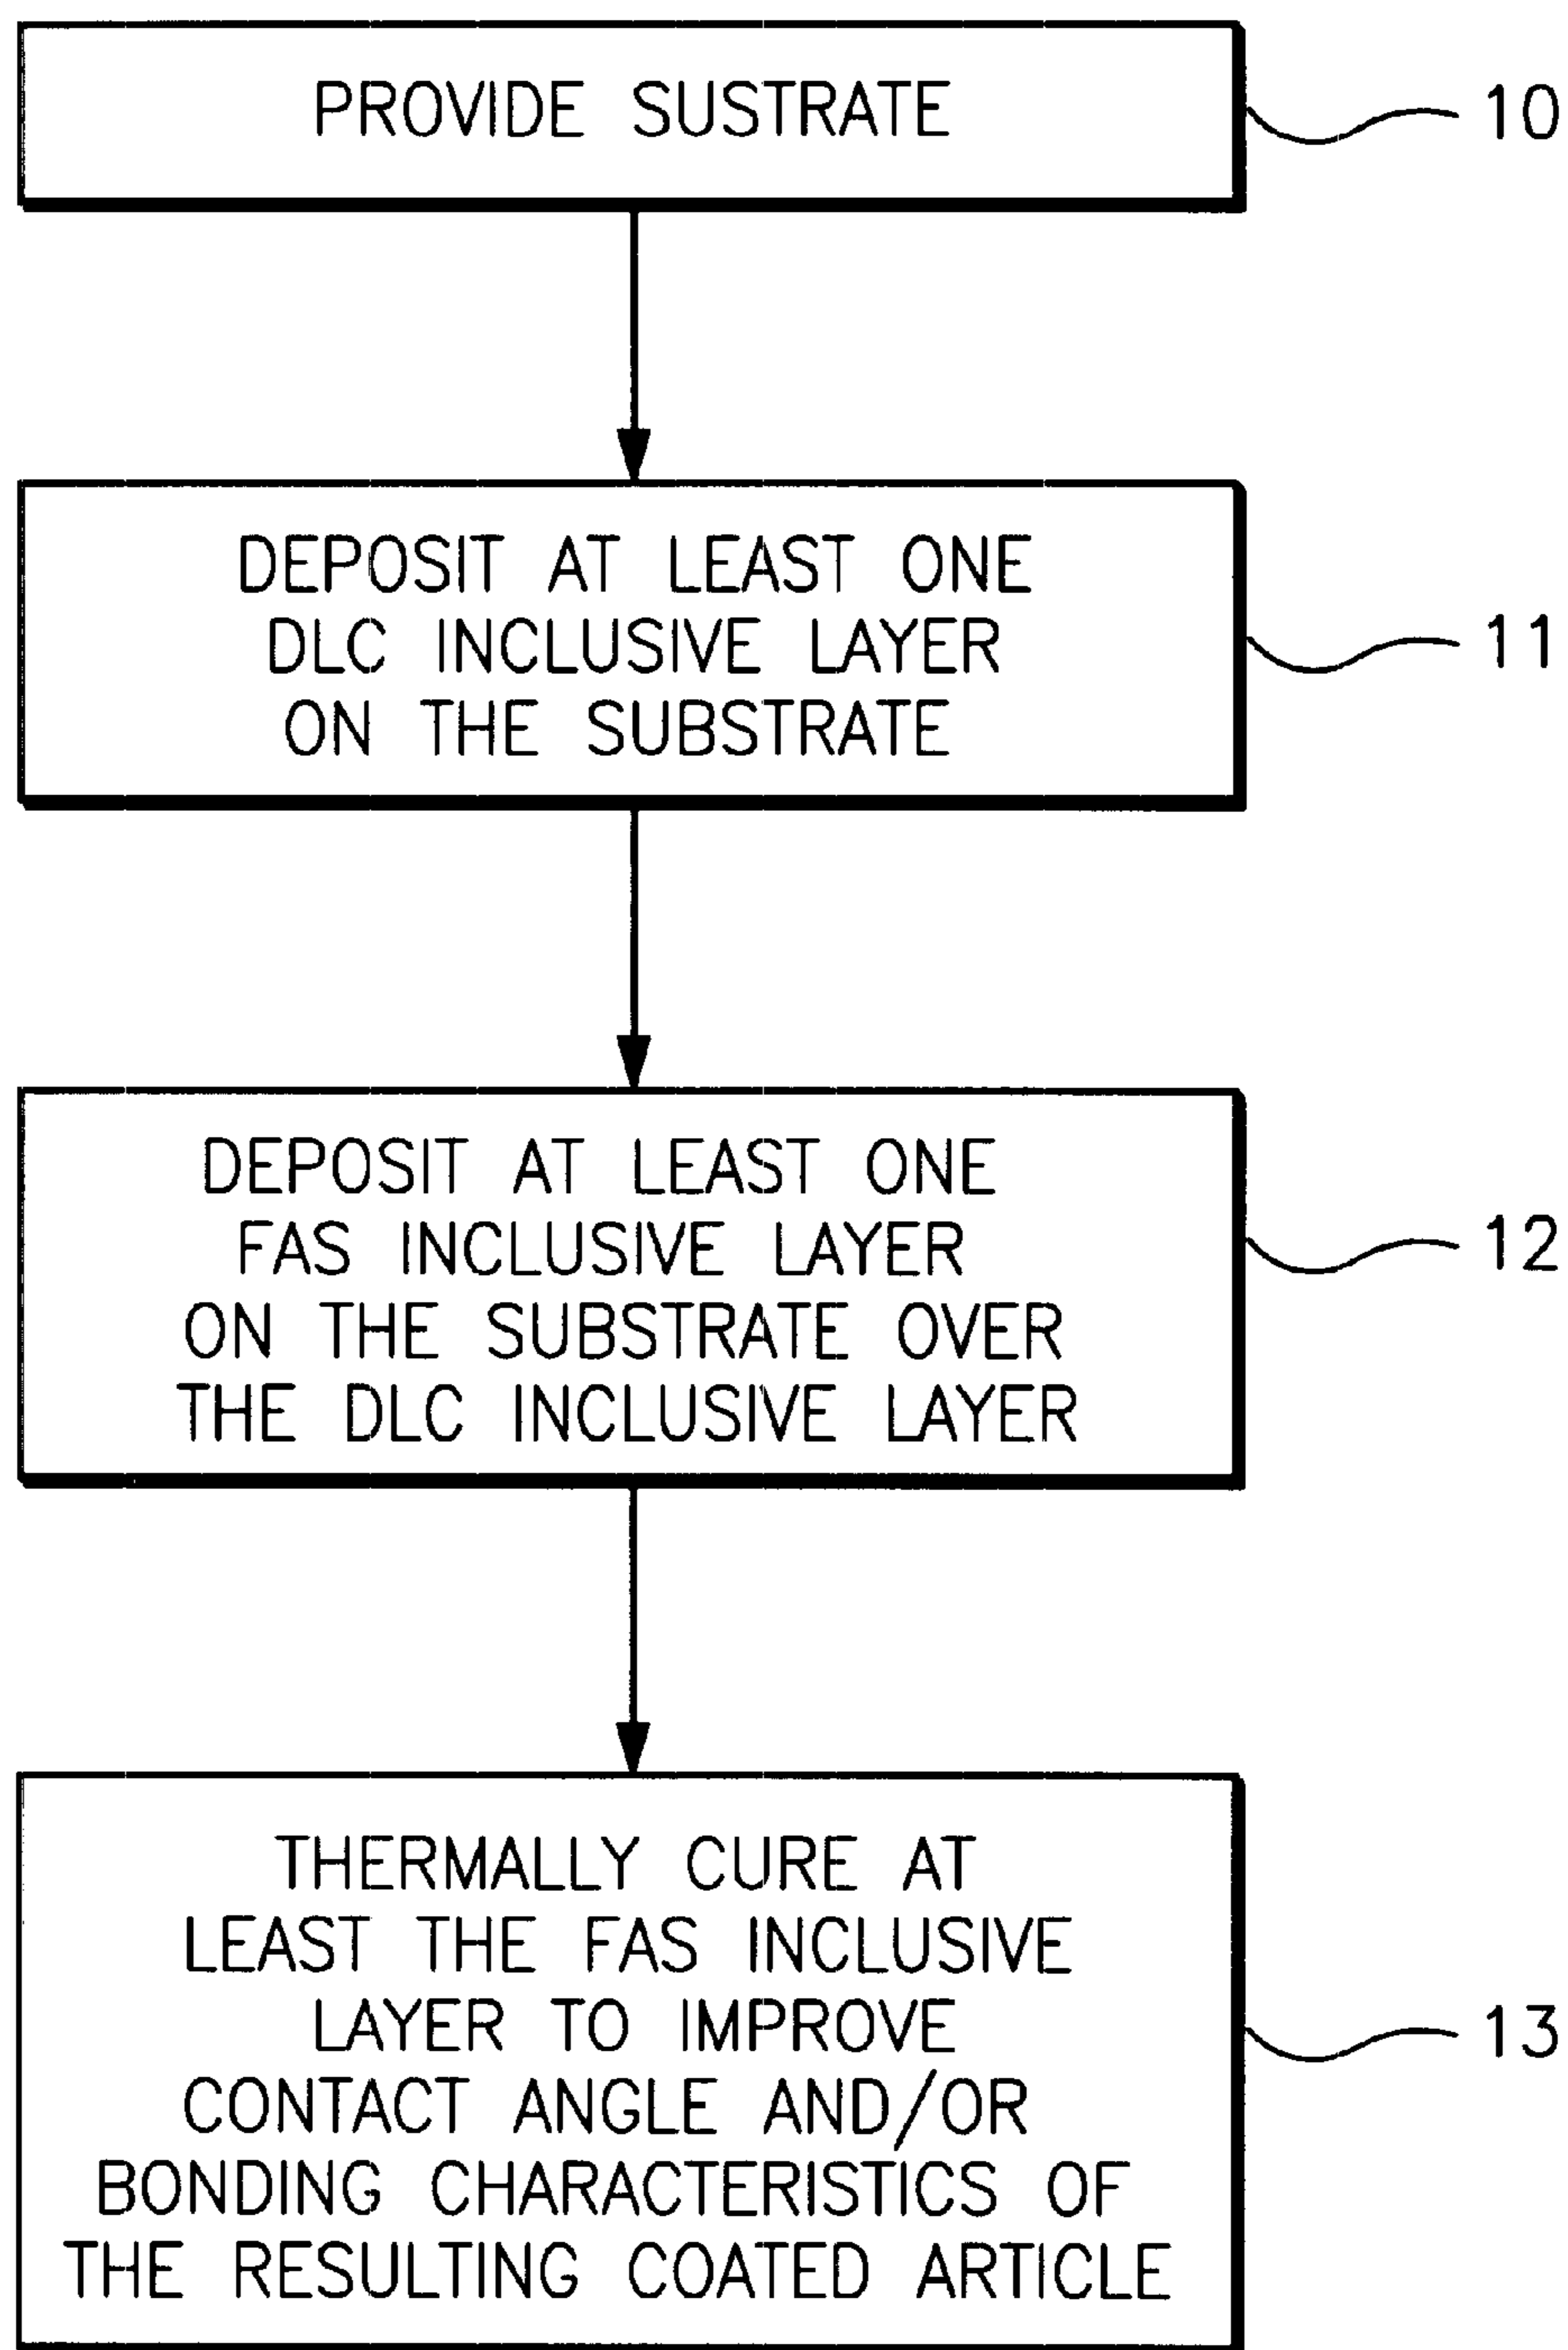 PROVIDE SUSTRATE
10
DEPOSIT AT LEAST ONE
DLC INCLUSIVE LAYER
ON THE SUBSTRATE
11
DEPOSIT AT LEAST ONE
FAS INCLUSIVE LAYER
ON THE SUBSTRATE OVER
THE DLC INCLUSIVE LAYER
12
THERMALLY CURE AT
LEAST THE FAS INCLUSIVE
LAYER TO IMPROVE
CONTACT ANGLE AND/OR
BONDING CHARACTERISTICS OF
THE RESULTING COATED ARTICLE
13